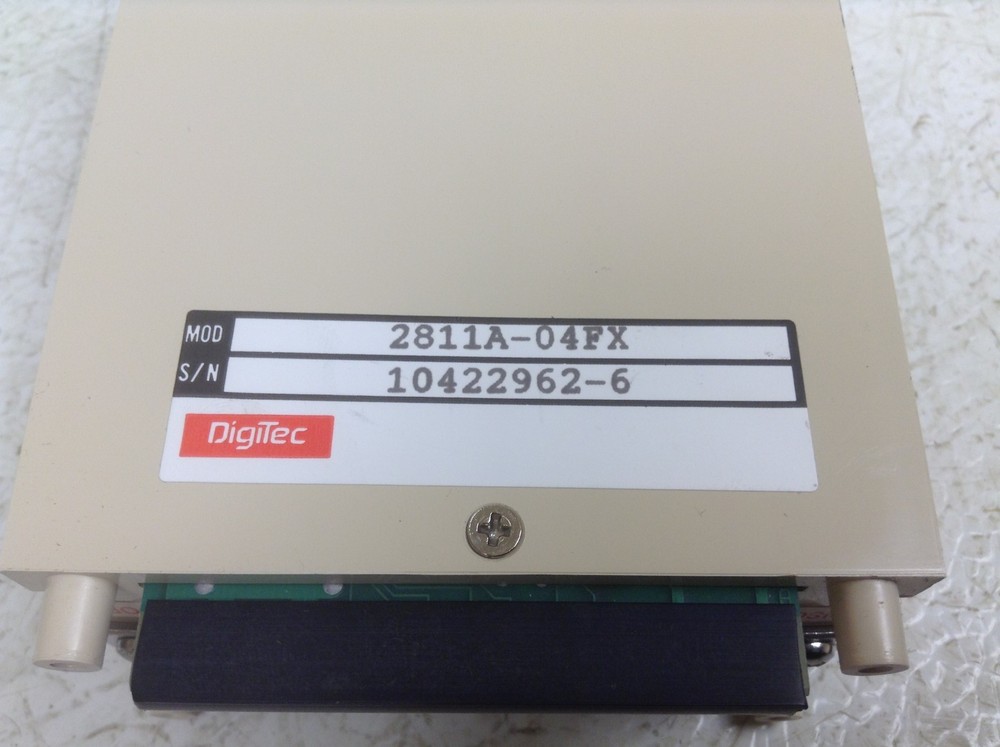 MOD 2811A-04FX
S/N 10422962-6
DigiTec